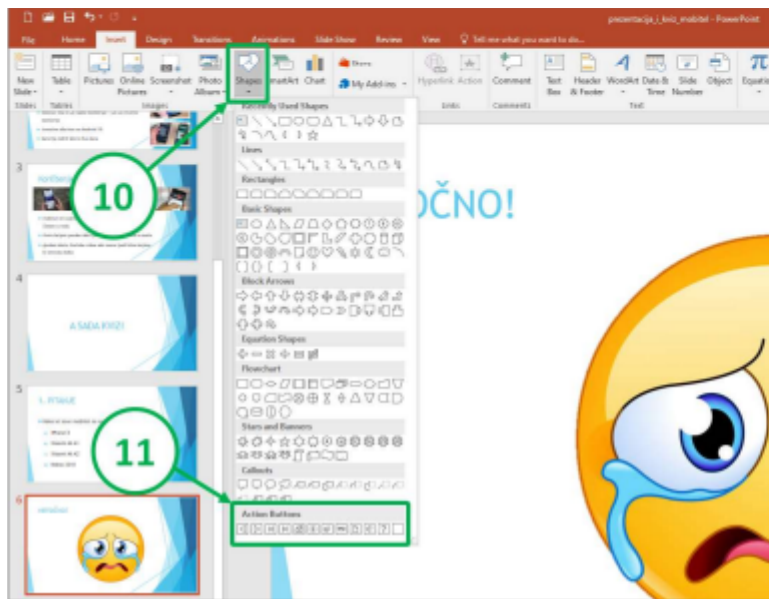 prezentacija_i_kviz_mobitel - PowerPoint
File Home Insert Design Transitions Animations Slide Show Review View Tell me what you want to do...
New Slide
Table
Pictures
Online Pictures
Screenshot
Photo Album
Shapes
SmartArt
Chart
Store
My Add-ins
Hyperlink
Action
Comment
Text Box
Header & Footer
WordArt
Date & Time
Slide Number
Object
Equation
Slides Tables Images Links Comments Text
Recently Used Shapes
Lines
Rectangles
Basic Shapes
Block Arrows
Equation Shapes
Flowchart
Stars and Banners
Callouts
Action Buttons
10
11
OČNO!
3
4
A SADA KVIZ!
5
1. PITANJE
6